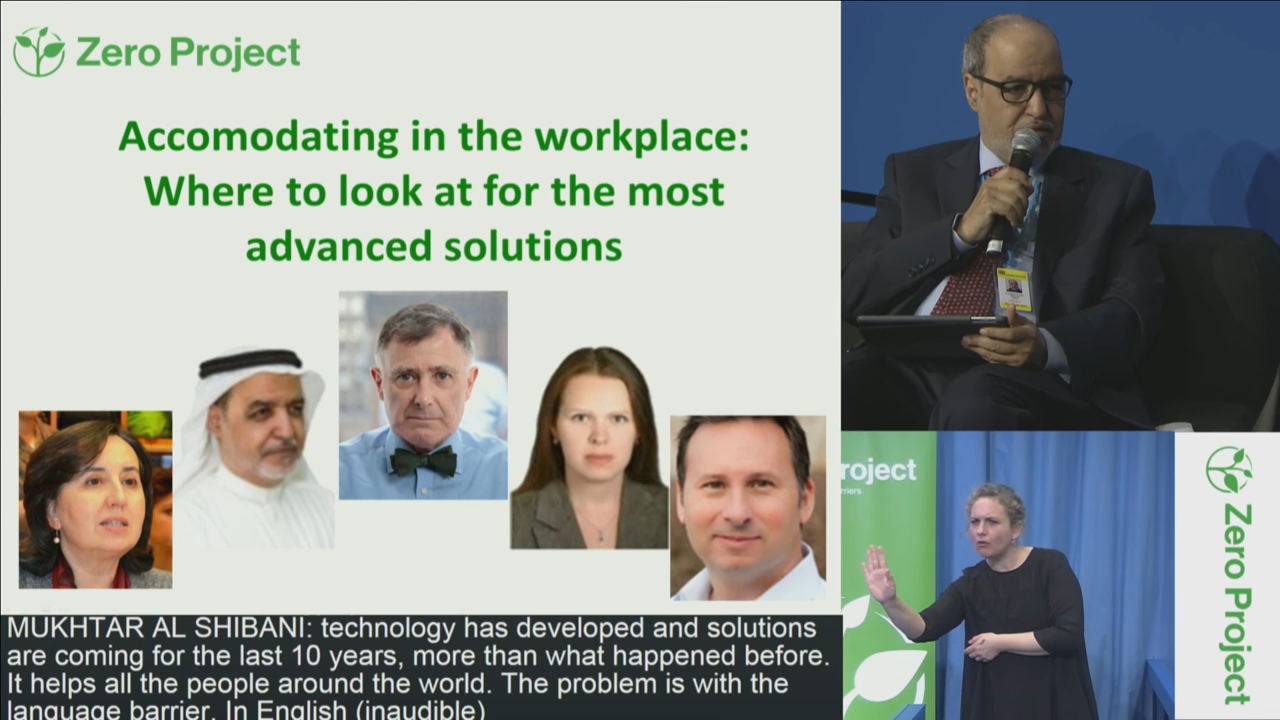 Zero Project
Accomodating in the workplace:
Where to look at for the most
advanced solutions
MUKHTAR AL SHIBANI: technology has developed and solutions
are coming for the last 10 years, more than what happened before.
It helps all the people around the world. The problem is with the
language barrier. In English (inaudible)
roject
Zero Project